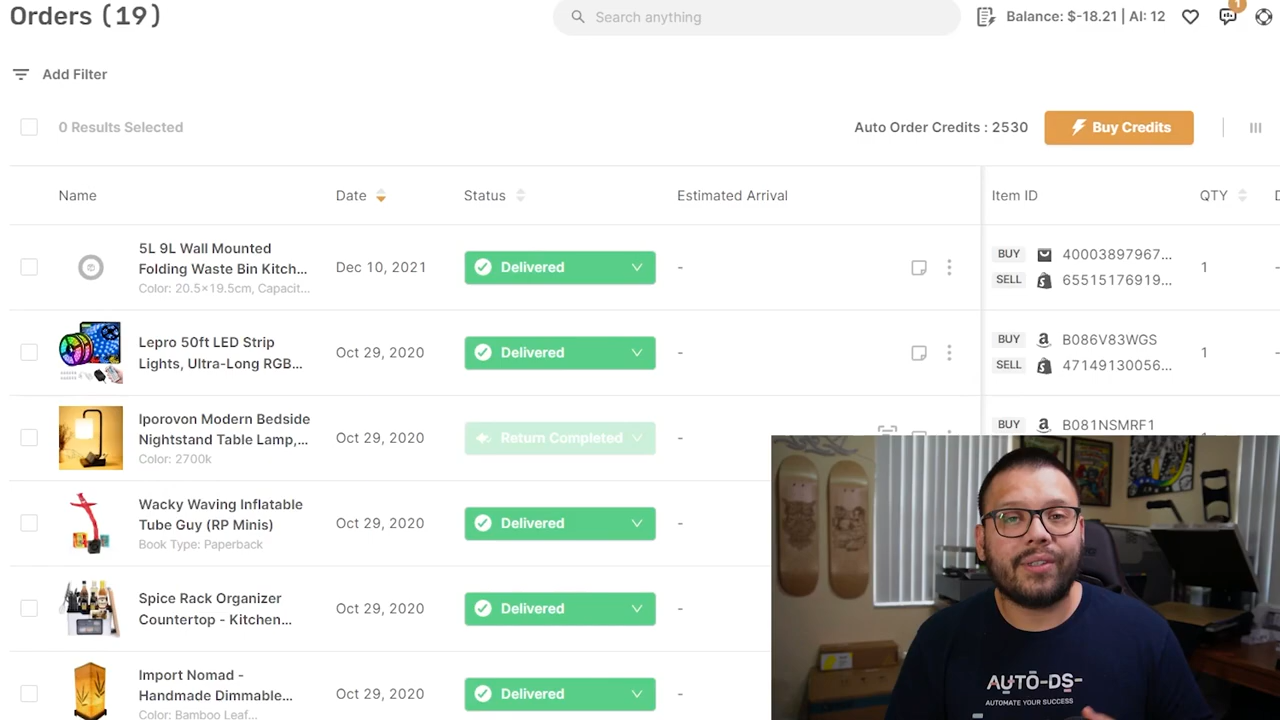 Orders (19)
Search anything
Balance: $-18.21 | AI: 12
1
Add Filter
0 Results Selected
Auto Order Credits : 2530
Buy Credits
Name
Date
Status
Estimated Arrival
Item ID
QTY
5L 9L Wall Mounted
Folding Waste Bin Kitch...
Color: 20.5×19.5cm, Capacit...
Dec 10, 2021
Delivered
-
BUY
40003897967...
SELL
65515176919...
1
Lepro 50ft LED Strip
Lights, Ultra-Long RGB...
Oct 29, 2020
Delivered
-
BUY
B086V83WGS
SELL
47149130056...
1
Iporovon Modern Bedside
Nightstand Table Lamp,...
Color: 2700k
Oct 29, 2020
Return Completed
-
BUY
B081NSMRF1
Wacky Waving Inflatable
Tube Guy (RP Minis)
Book Type: Paperback
Oct 29, 2020
Delivered
-
Spice Rack Organizer
Countertop - Kitchen...
Oct 29, 2020
Delivered
-
Import Nomad -
Handmade Dimmable...
Color: Bamboo Leaf...
Oct 29, 2020
Delivered
-
AUTO-DS-
AUTOMATE YOUR SUCCESS